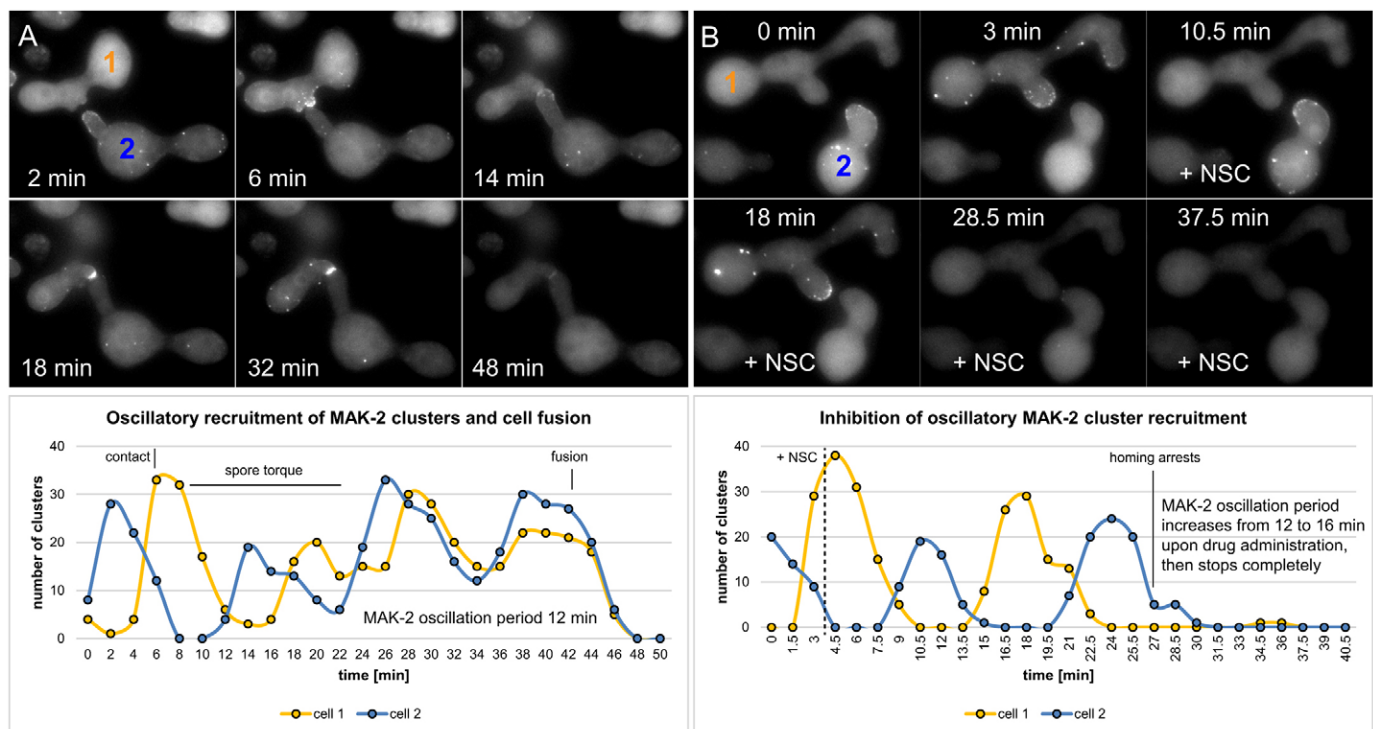 A
1
2
2 min
6 min
14 min
18 min
32 min
48 min
B
0 min
3 min
10.5 min
1
2
+ NSC
18 min
28.5 min
37.5 min
+ NSC
+ NSC
+ NSC
Oscillatory recruitment of MAK-2 clusters and cell fusion
number of clusters
40
30
20
10
0
contact
spore torque
fusion
MAK-2 oscillation period 12 min
0 2 4 6 8 10 12 14 16 18 20 22 24 26 28 30 32 34 36 38 40 42 44 46 48 50
time [min]
cell 1 cell 2
Inhibition of oscillatory MAK-2 cluster recruitment
number of clusters
40
30
20
10
0
+ NSC
homing arrests
MAK-2 oscillation period
increases from 12 to 16 min
upon drug administration,
then stops completely
0 1.5 3 4.5 6 7.5 9 10.5 12 13.5 15 16.5 18 19.5 21 22.5 24 25.5 27 28.5 30 31.5 33 34.5 36 37.5 39 40.5
time [min]
cell 1 cell 2